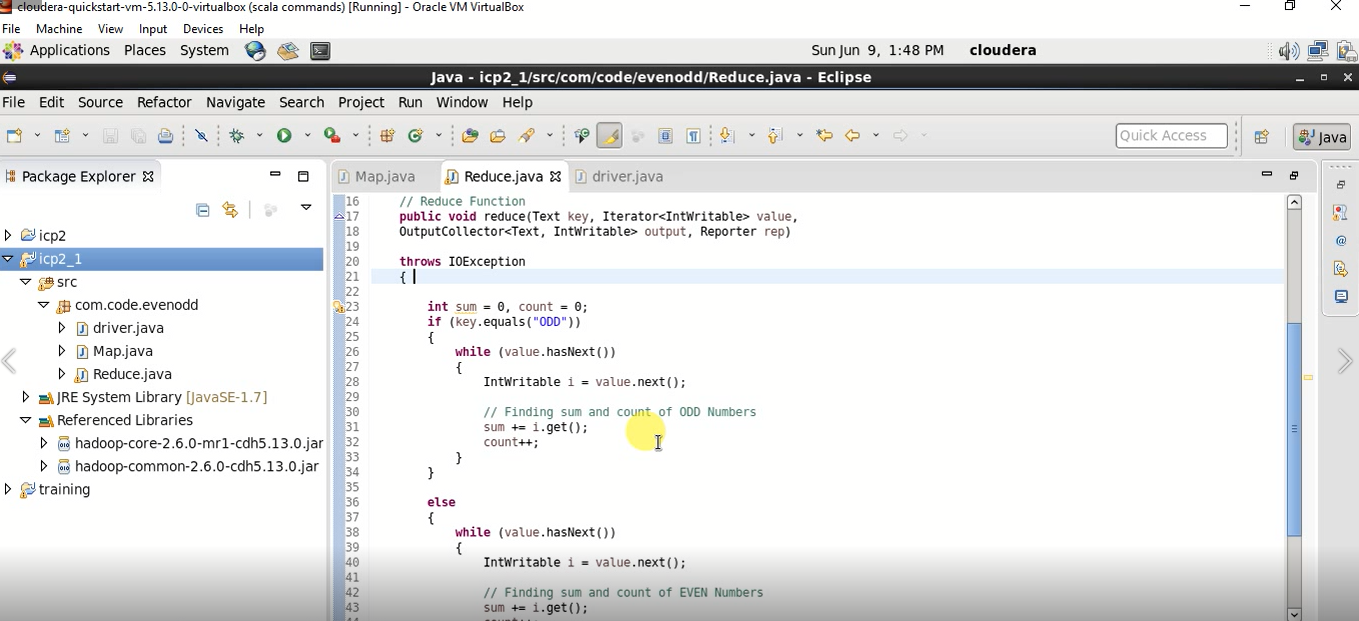 cloudera-quickstart-vm-5.13.0-0-virtualbox (scala commands) [Running] - Oracle VM VirtualBox
File Machine View Input Devices Help
Applications Places System Sun Jun 9, 1:48 PM cloudera
Java - icp2_1/src/com/code/evenodd/Reduce.java - Eclipse
File Edit Source Refactor Navigate Search Project Run Window Help
Quick Access Java
Package Explorer
icp2
icp2_1
src
com.code.evenodd
driver.java
Map.java
Reduce.java
JRE System Library [JavaSE-1.7]
Referenced Libraries
hadoop-core-2.6.0-mr1-cdh5.13.0.jar
hadoop-common-2.6.0-cdh5.13.0.jar
training
Map.java Reduce.java driver.java
16 // Reduce Function
17 public void reduce(Text key, Iterator<IntWritable> value,
18 OutputCollector<Text, IntWritable> output, Reporter rep)
19
20 throws IOException
21 {
22
23 int sum = 0, count = 0;
24 if (key.equals("ODD"))
25 {
26 while (value.hasNext())
27 {
28 IntWritable i = value.next();
29
30 // Finding sum and count of ODD Numbers
31 sum += i.get();
32 count++;
33 }
34 }
35
36 else
37 {
38 while (value.hasNext())
39 {
40 IntWritable i = value.next();
41
42 // Finding sum and count of EVEN Numbers
43 sum += i.get();